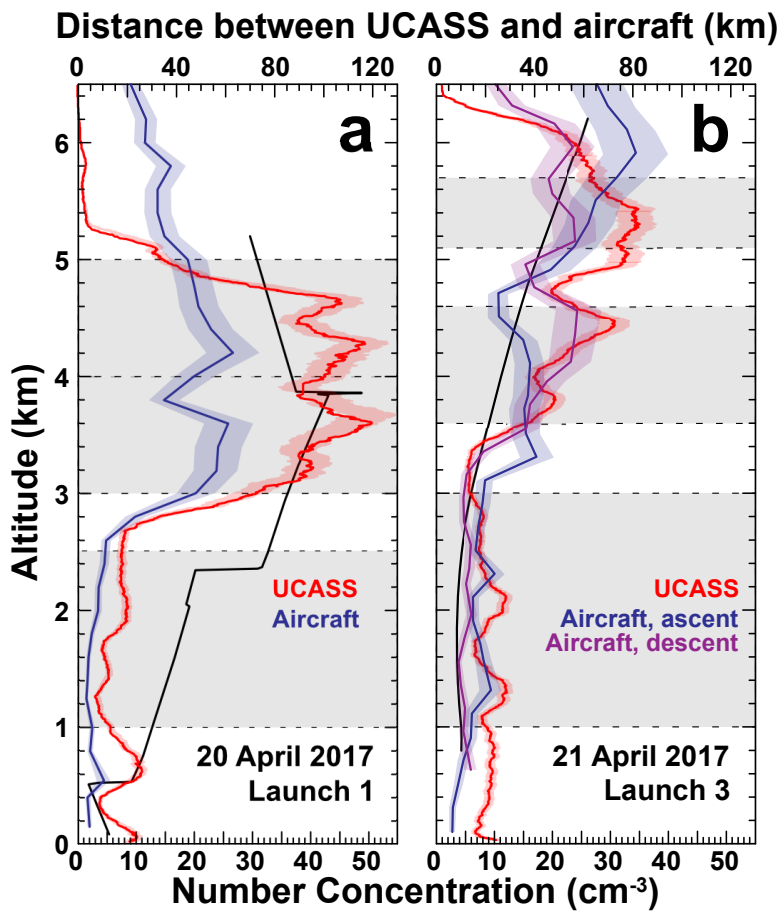 Distance between UCASS and aircraft (km)
0 40 80 120 0 40 80 120
a b
6
5
4
3
2
1
0
Altitude (km)
UCASS UCASS
Aircraft Aircraft, ascent
Aircraft, descent
20 April 2017 21 April 2017
Launch 1 Launch 3
0 10 20 30 40 50 0 10 20 30 40 50
Number Concentration (cm⁻³)